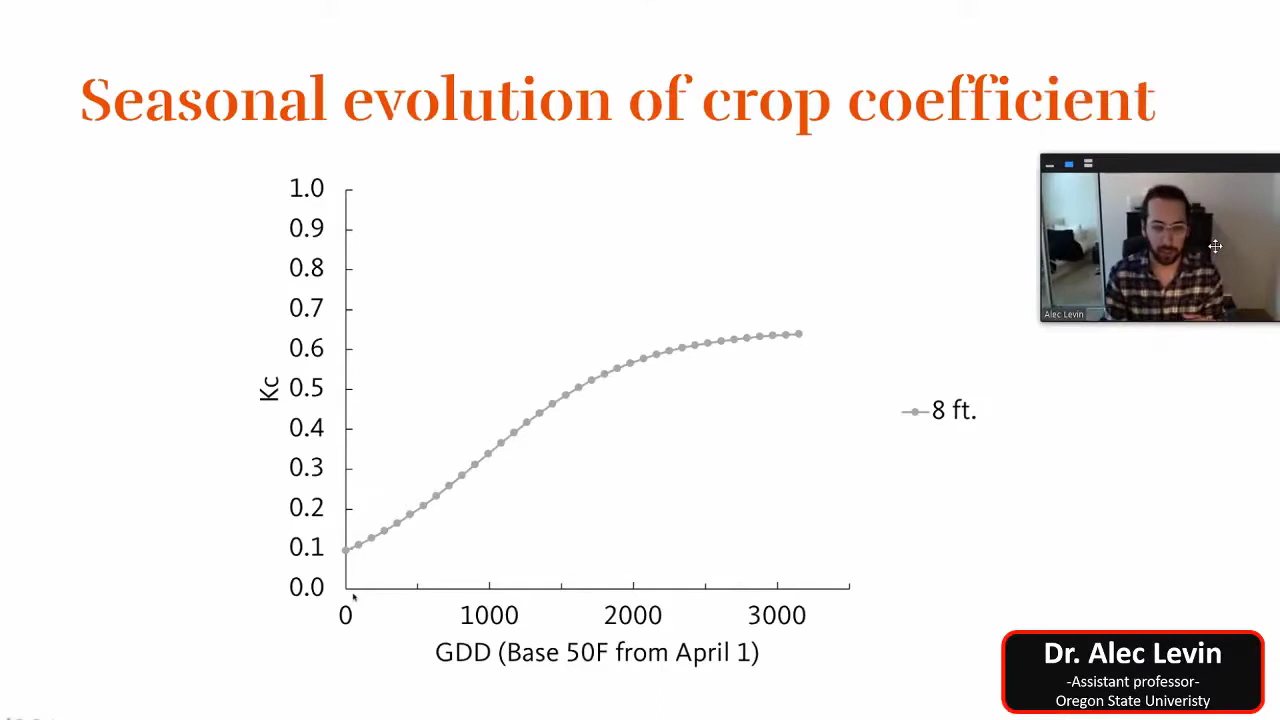 Seasonal evolution of crop coefficient
1.0
0.9
0.8
0.7
0.6
0.5
0.4
0.3
0.2
0.1
0.0
Kc
0 1000 2000 3000
GDD (Base 50F from April 1)
8 ft.
Alec Levin
Dr. Alec Levin
-Assistant professor-
Oregon State Univeristy